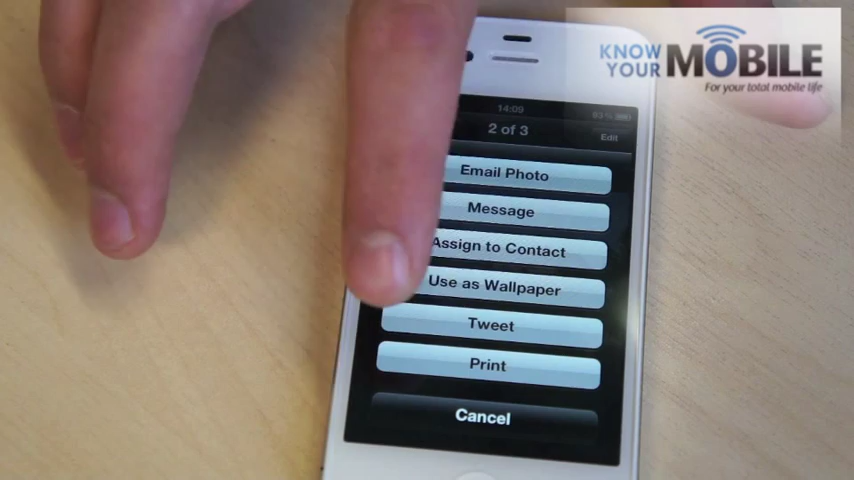 KNOW
YOUR MOBILE
For your total mobile life
14:09
93%
2 of 3
Edit
Email Photo
Message
Assign to Contact
Use as Wallpaper
Tweet
Print
Cancel